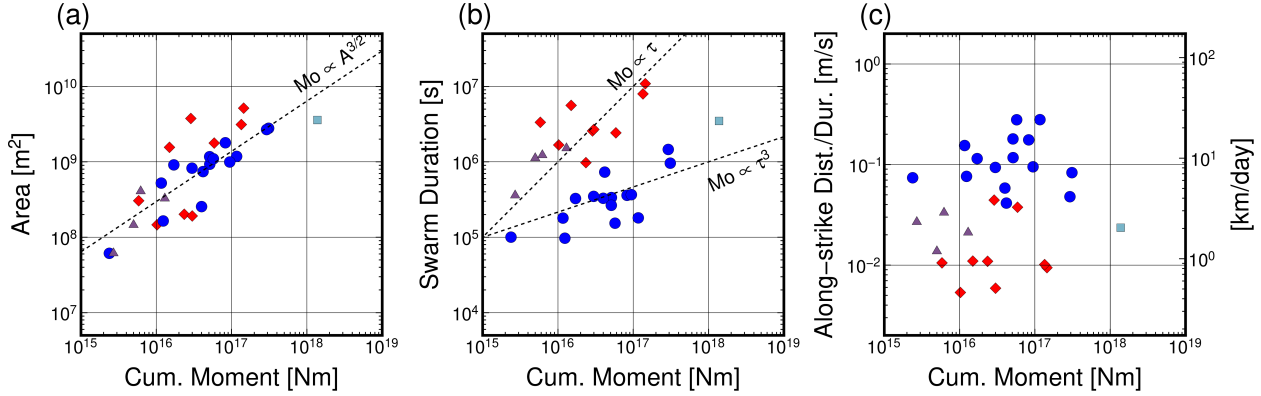 (a)
Area [m²]
10¹⁰
10⁹
10⁸
10⁷
Mo ∝ A³ᐟ²
10¹⁵ 10¹⁶ 10¹⁷ 10¹⁸ 10¹⁹
Cum. Moment [Nm]
(b)
Swarm Duration [s]
10⁷
10⁶
10⁵
10⁴
Mo ∝ τ
Mo ∝ τ³
10¹⁵ 10¹⁶ 10¹⁷ 10¹⁸ 10¹⁹
Cum. Moment [Nm]
(c)
Along−strike Dist./Dur. [m/s]
10⁰
10⁻¹
10⁻²
10²
10¹
10⁰
[km/day]
10¹⁵ 10¹⁶ 10¹⁷ 10¹⁸ 10¹⁹
Cum. Moment [Nm]